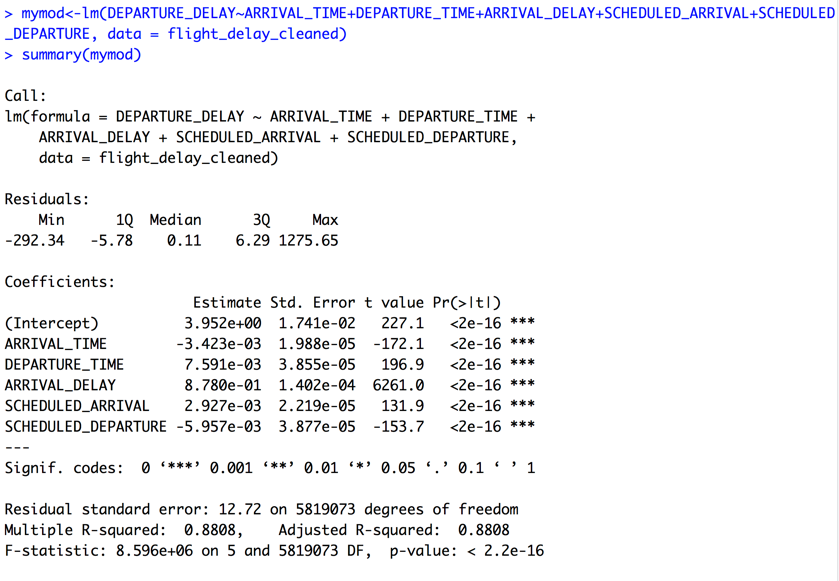 > mymod<-lm(DEPARTURE_DELAY~ARRIVAL_TIME+DEPARTURE_TIME+ARRIVAL_DELAY+SCHEDULED_ARRIVAL+SCHEDULED
_DEPARTURE, data = flight_delay_cleaned)
> summary(mymod)

Call:
lm(formula = DEPARTURE_DELAY ~ ARRIVAL_TIME + DEPARTURE_TIME +
    ARRIVAL_DELAY + SCHEDULED_ARRIVAL + SCHEDULED_DEPARTURE,
    data = flight_delay_cleaned)

Residuals:
    Min      1Q  Median      3Q     Max
-292.34   -5.78    0.11    6.29 1275.65

Coefficients:
                      Estimate Std. Error t value Pr(>|t|)
(Intercept)          3.952e+00  1.741e-02   227.1   <2e-16 ***
ARRIVAL_TIME        -3.423e-03  1.988e-05  -172.1   <2e-16 ***
DEPARTURE_TIME       7.591e-03  3.855e-05   196.9   <2e-16 ***
ARRIVAL_DELAY        8.780e-01  1.402e-04  6261.0   <2e-16 ***
SCHEDULED_ARRIVAL    2.927e-03  2.219e-05   131.9   <2e-16 ***
SCHEDULED_DEPARTURE -5.957e-03  3.877e-05  -153.7   <2e-16 ***
---
Signif. codes:  0 ‘***’ 0.001 ‘**’ 0.01 ‘*’ 0.05 ‘.’ 0.1 ‘ ’ 1

Residual standard error: 12.72 on 5819073 degrees of freedom
Multiple R-squared:  0.8808,    Adjusted R-squared:  0.8808
F-statistic: 8.596e+06 on 5 and 5819073 DF,  p-value: < 2.2e-16